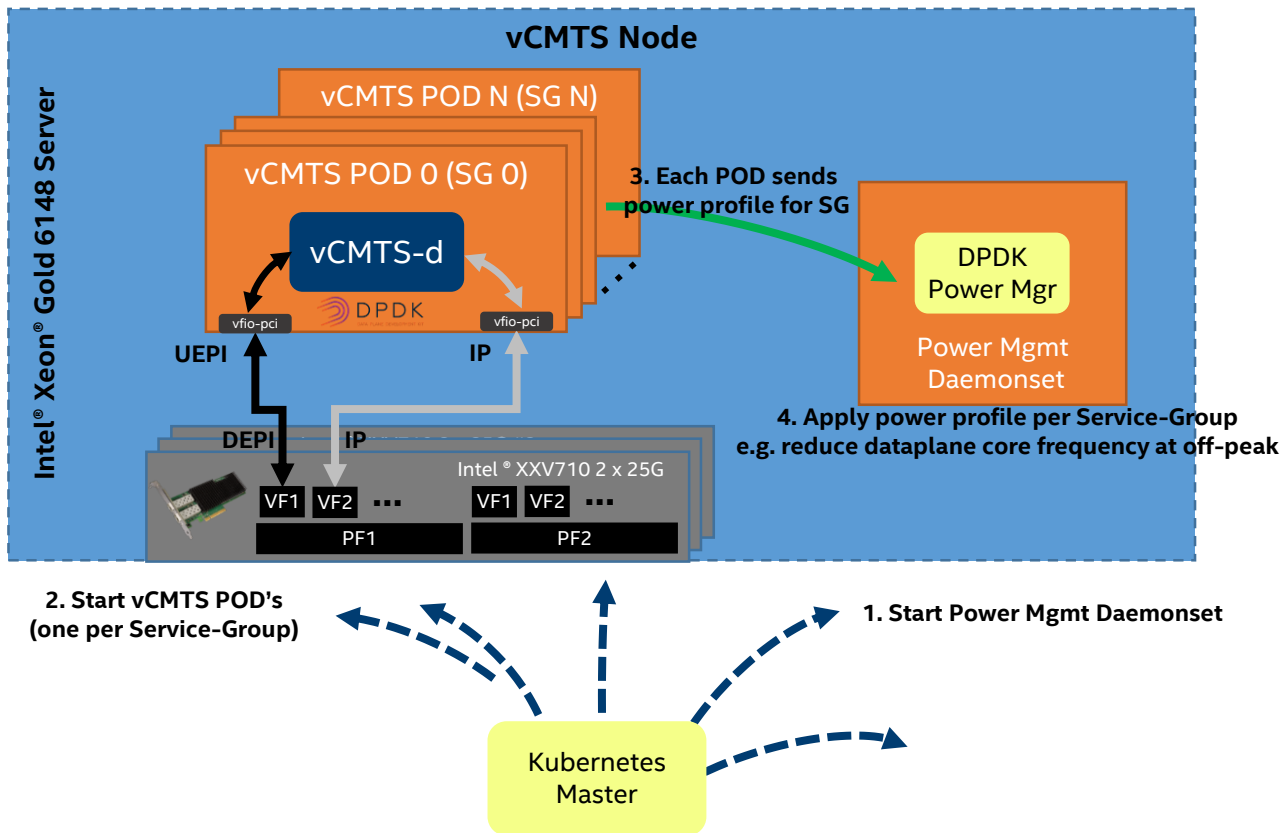 vCMTS Node
Intel® Xeon® Gold 6148 Server
vCMTS POD N (SG N)
vCMTS POD 0 (SG 0)
vCMTS-d
DPDK
vfio-pci
vfio-pci
UEPI
IP
3. Each POD sends
power profile for SG
DPDK
Power Mgr
Power Mgmt
Daemonset
4. Apply power profile per Service-Group
e.g. reduce dataplane core frequency at off-peak
DEPI
IP
Intel ® XXV710 2 x 25G
VF1
VF2
...
VF1
VF2
...
PF1
PF2
2. Start vCMTS POD’s
(one per Service-Group)
1. Start Power Mgmt Daemonset
Kubernetes
Master